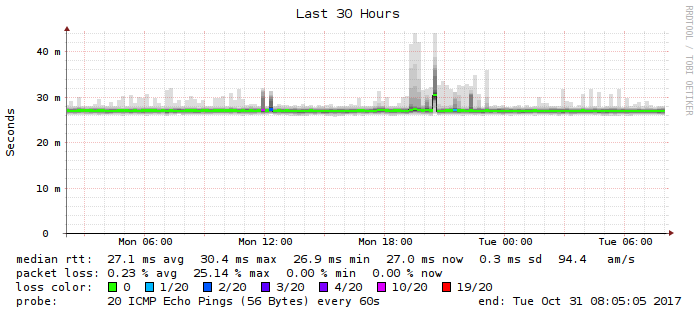 Last 30 Hours
RRDTOOL / TOBI OETIKER
Seconds
40 m
30 m
20 m
10 m
0
Mon 06:00 Mon 12:00 Mon 18:00 Tue 00:00 Tue 06:00
median rtt: 27.1 ms avg 30.4 ms max 26.9 ms min 27.0 ms now 0.3 ms sd 94.4 am/s
packet loss: 0.23 % avg 25.14 % max 0.00 % min 0.00 % now
loss color: 0 1/20 2/20 3/20 4/20 10/20 19/20
probe: 20 ICMP Echo Pings (56 Bytes) every 60s end: Tue Oct 31 08:05:05 2017